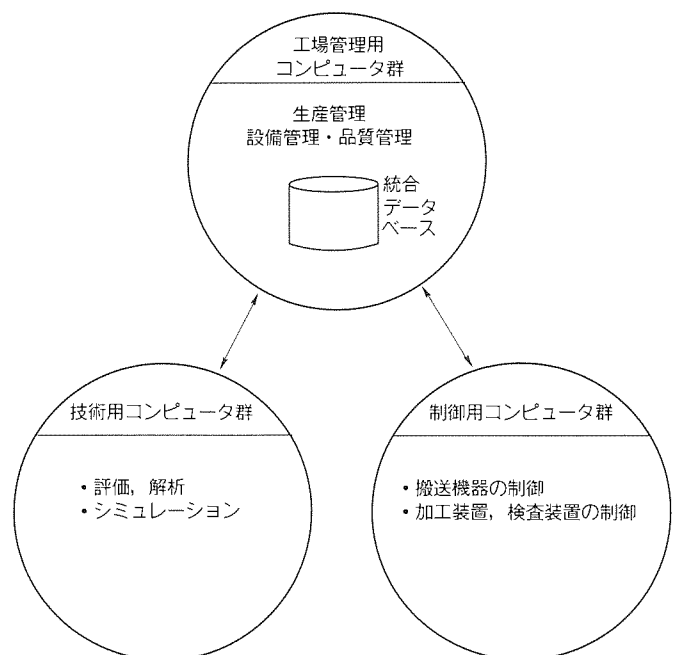 工場管理用
コンピュータ群
生産管理
設備管理・品質管理
統合
データ
ベース
技術用コンピュータ群
・評価，解析
・シミュレーション
制御用コンピュータ群
・搬送機器の制御
・加工装置，検査装置の制御